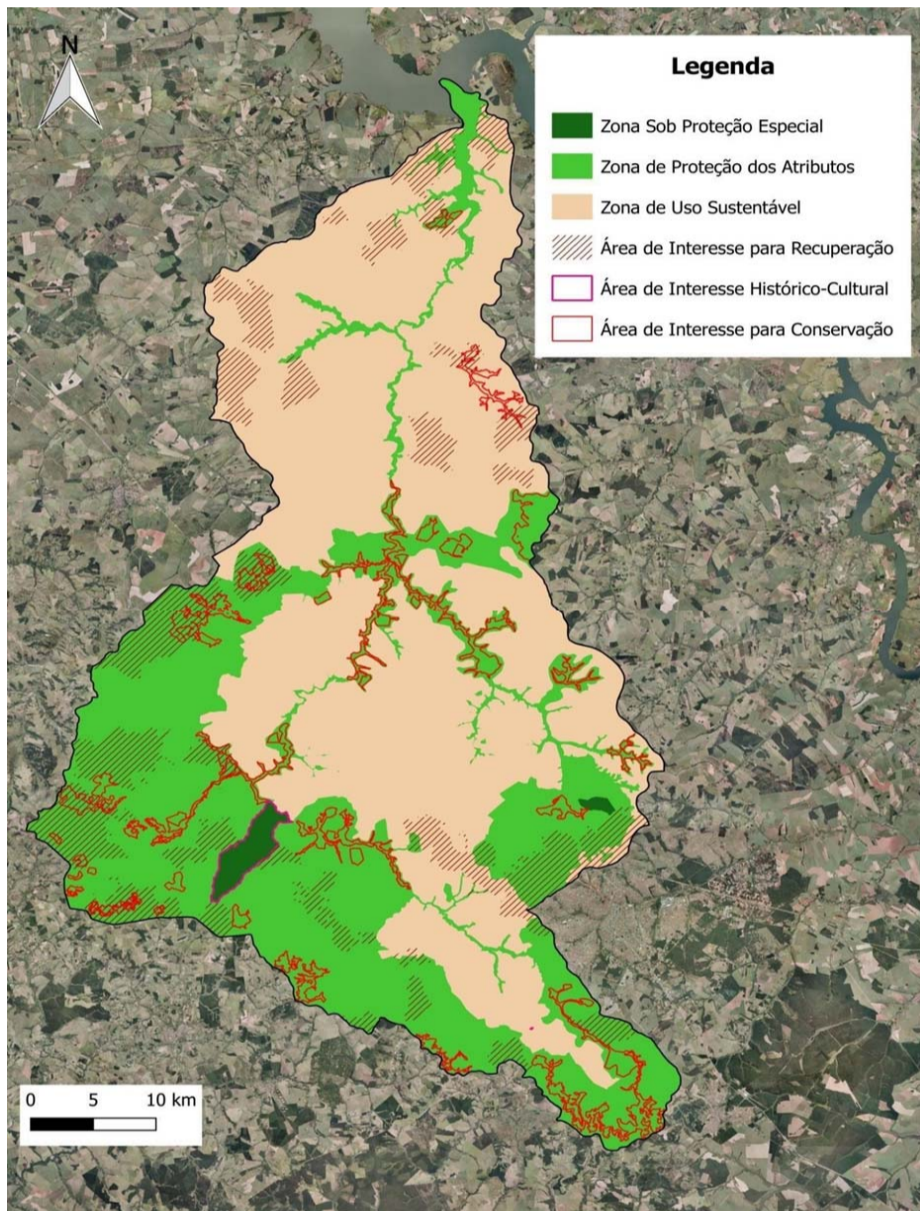 N
Legenda
Zona Sob Proteção Especial
Zona de Proteção dos Atributos
Zona de Uso Sustentável
Área de Interesse para Recuperação
Área de Interesse Histórico-Cultural
Área de Interesse para Conservação
0 5 10 km